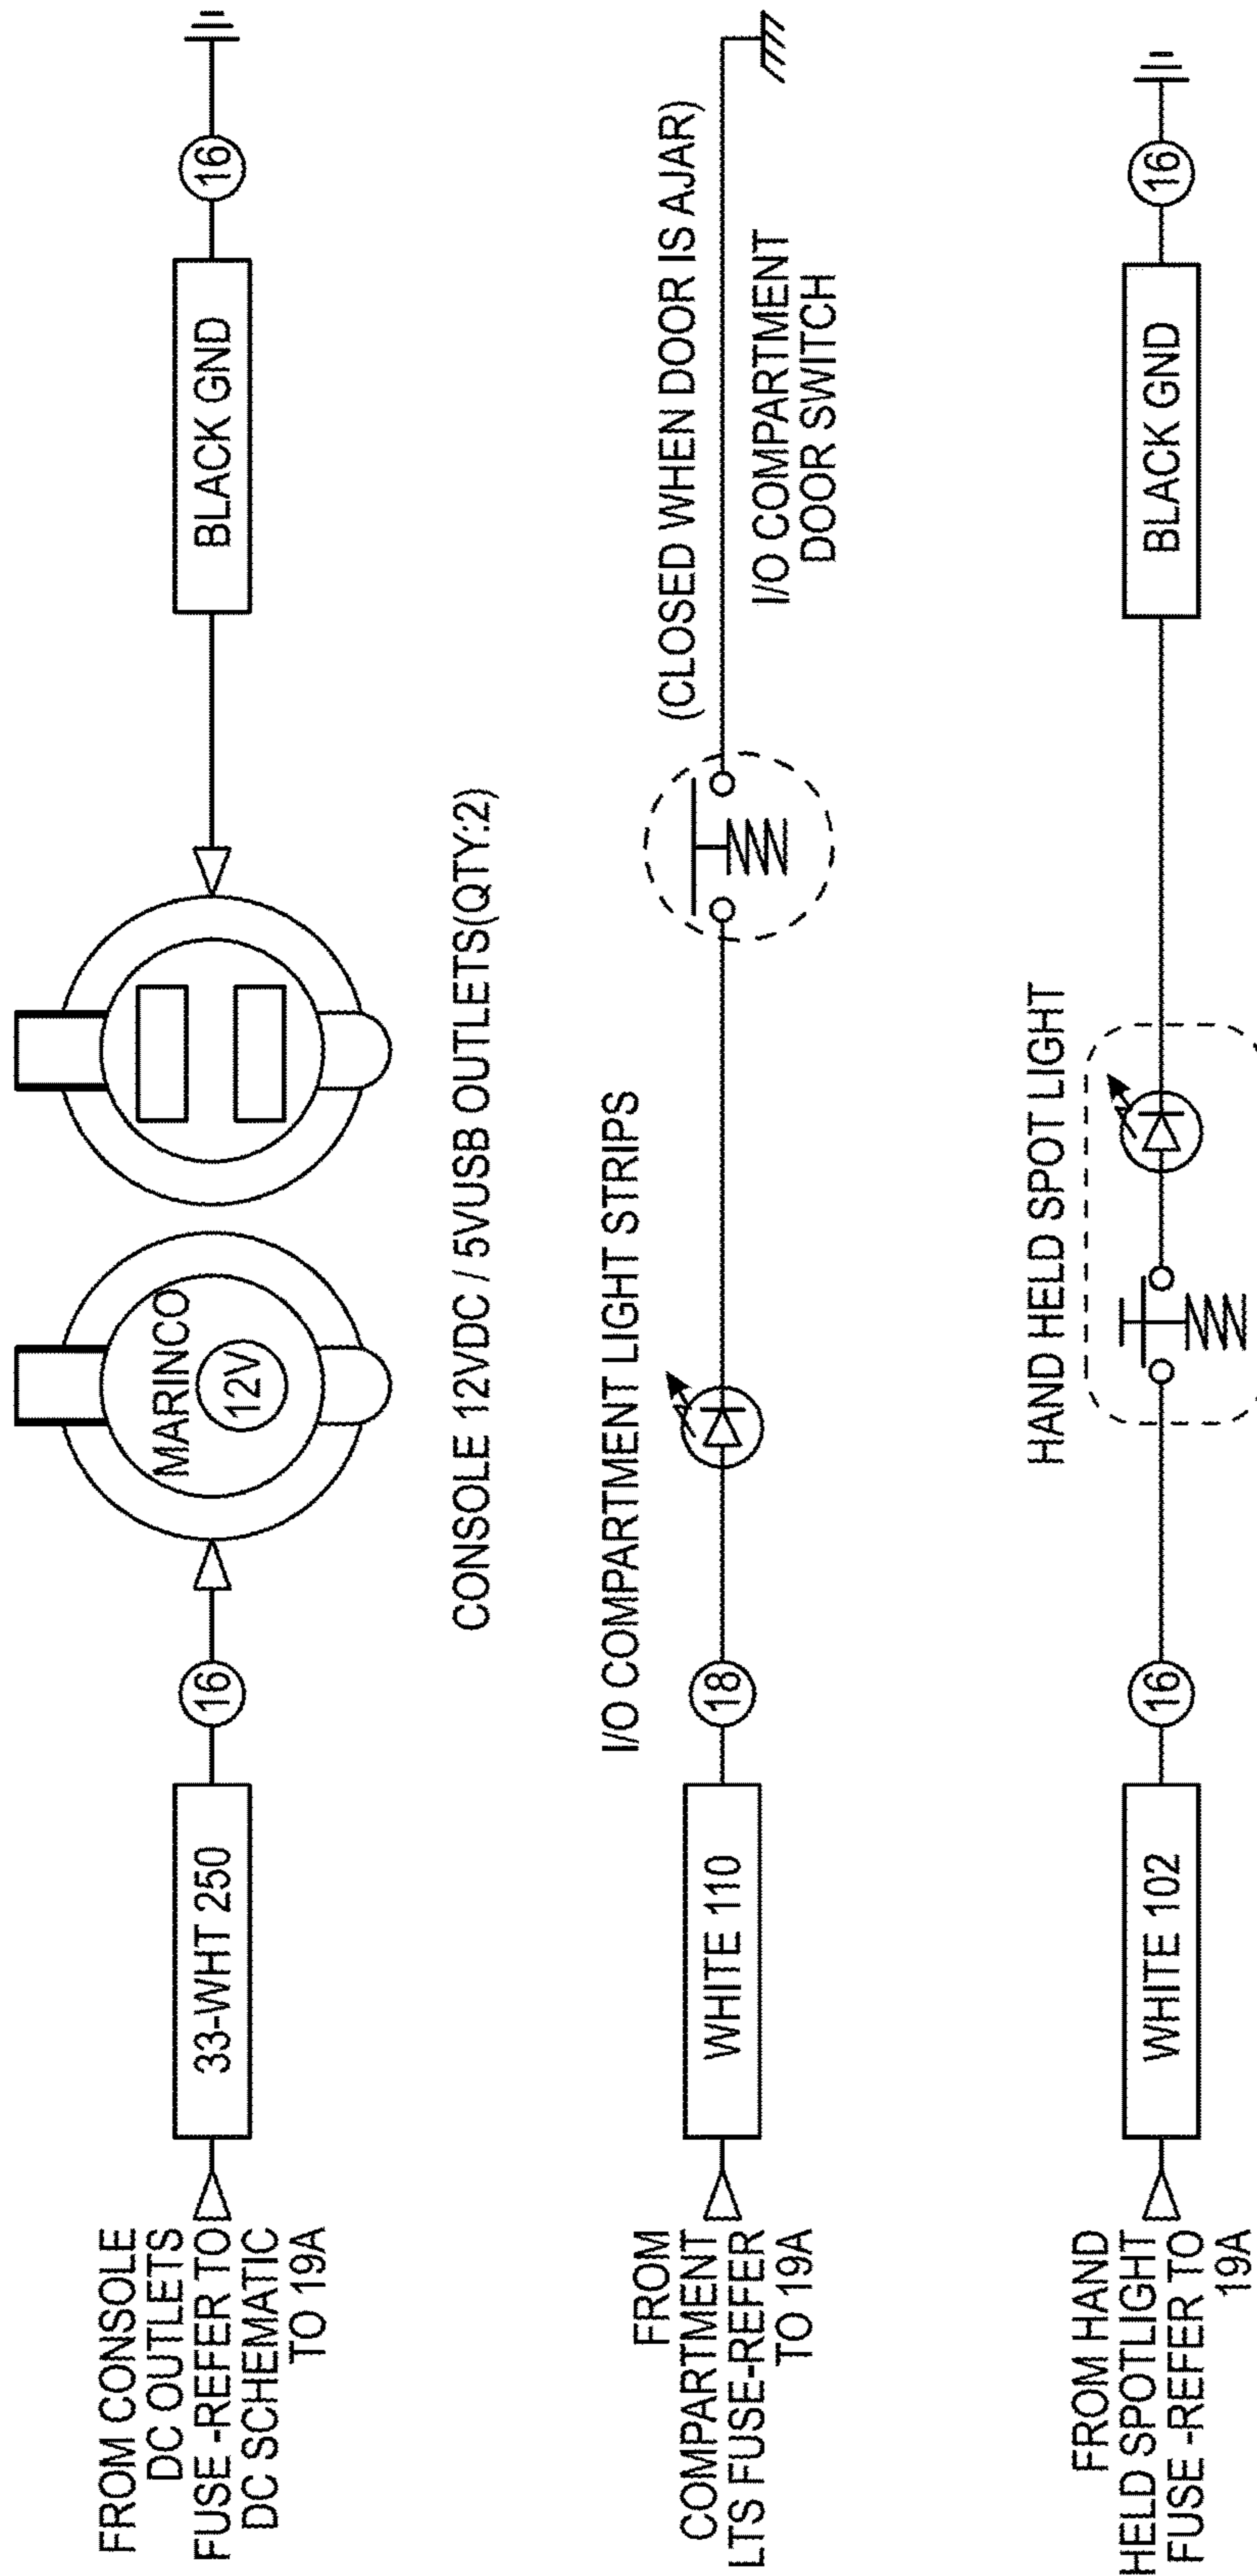 FROM CONSOLE
DC OUTLETS
FUSE -REFER TO
DC SCHEMATIC
TO 19A
33-WHT 250
16
MARINCO
12V
BLACK GND
16
CONSOLE 12VDC / 5VUSB OUTLETS(QTY:2)
FROM
COMPARTMENT
LTS FUSE-REFER
TO 19A
WHITE 110
18
I/O COMPARTMENT LIGHT STRIPS
(CLOSED WHEN DOOR IS AJAR)
I/O COMPARTMENT
DOOR SWITCH
FROM HAND
HELD SPOTLIGHT
FUSE -REFER TO
19A
WHITE 102
16
HAND HELD SPOT LIGHT
BLACK GND
16